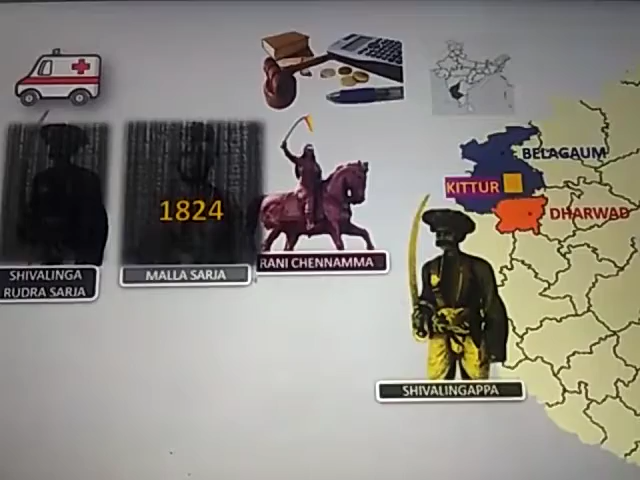 BELAGAUM
KITTUR
DHARWAD
1824
RANI CHENNAMMA
SHIVALINGA
RUDRA SARJA
MALLA SARJA
SHIVALINGAPPA